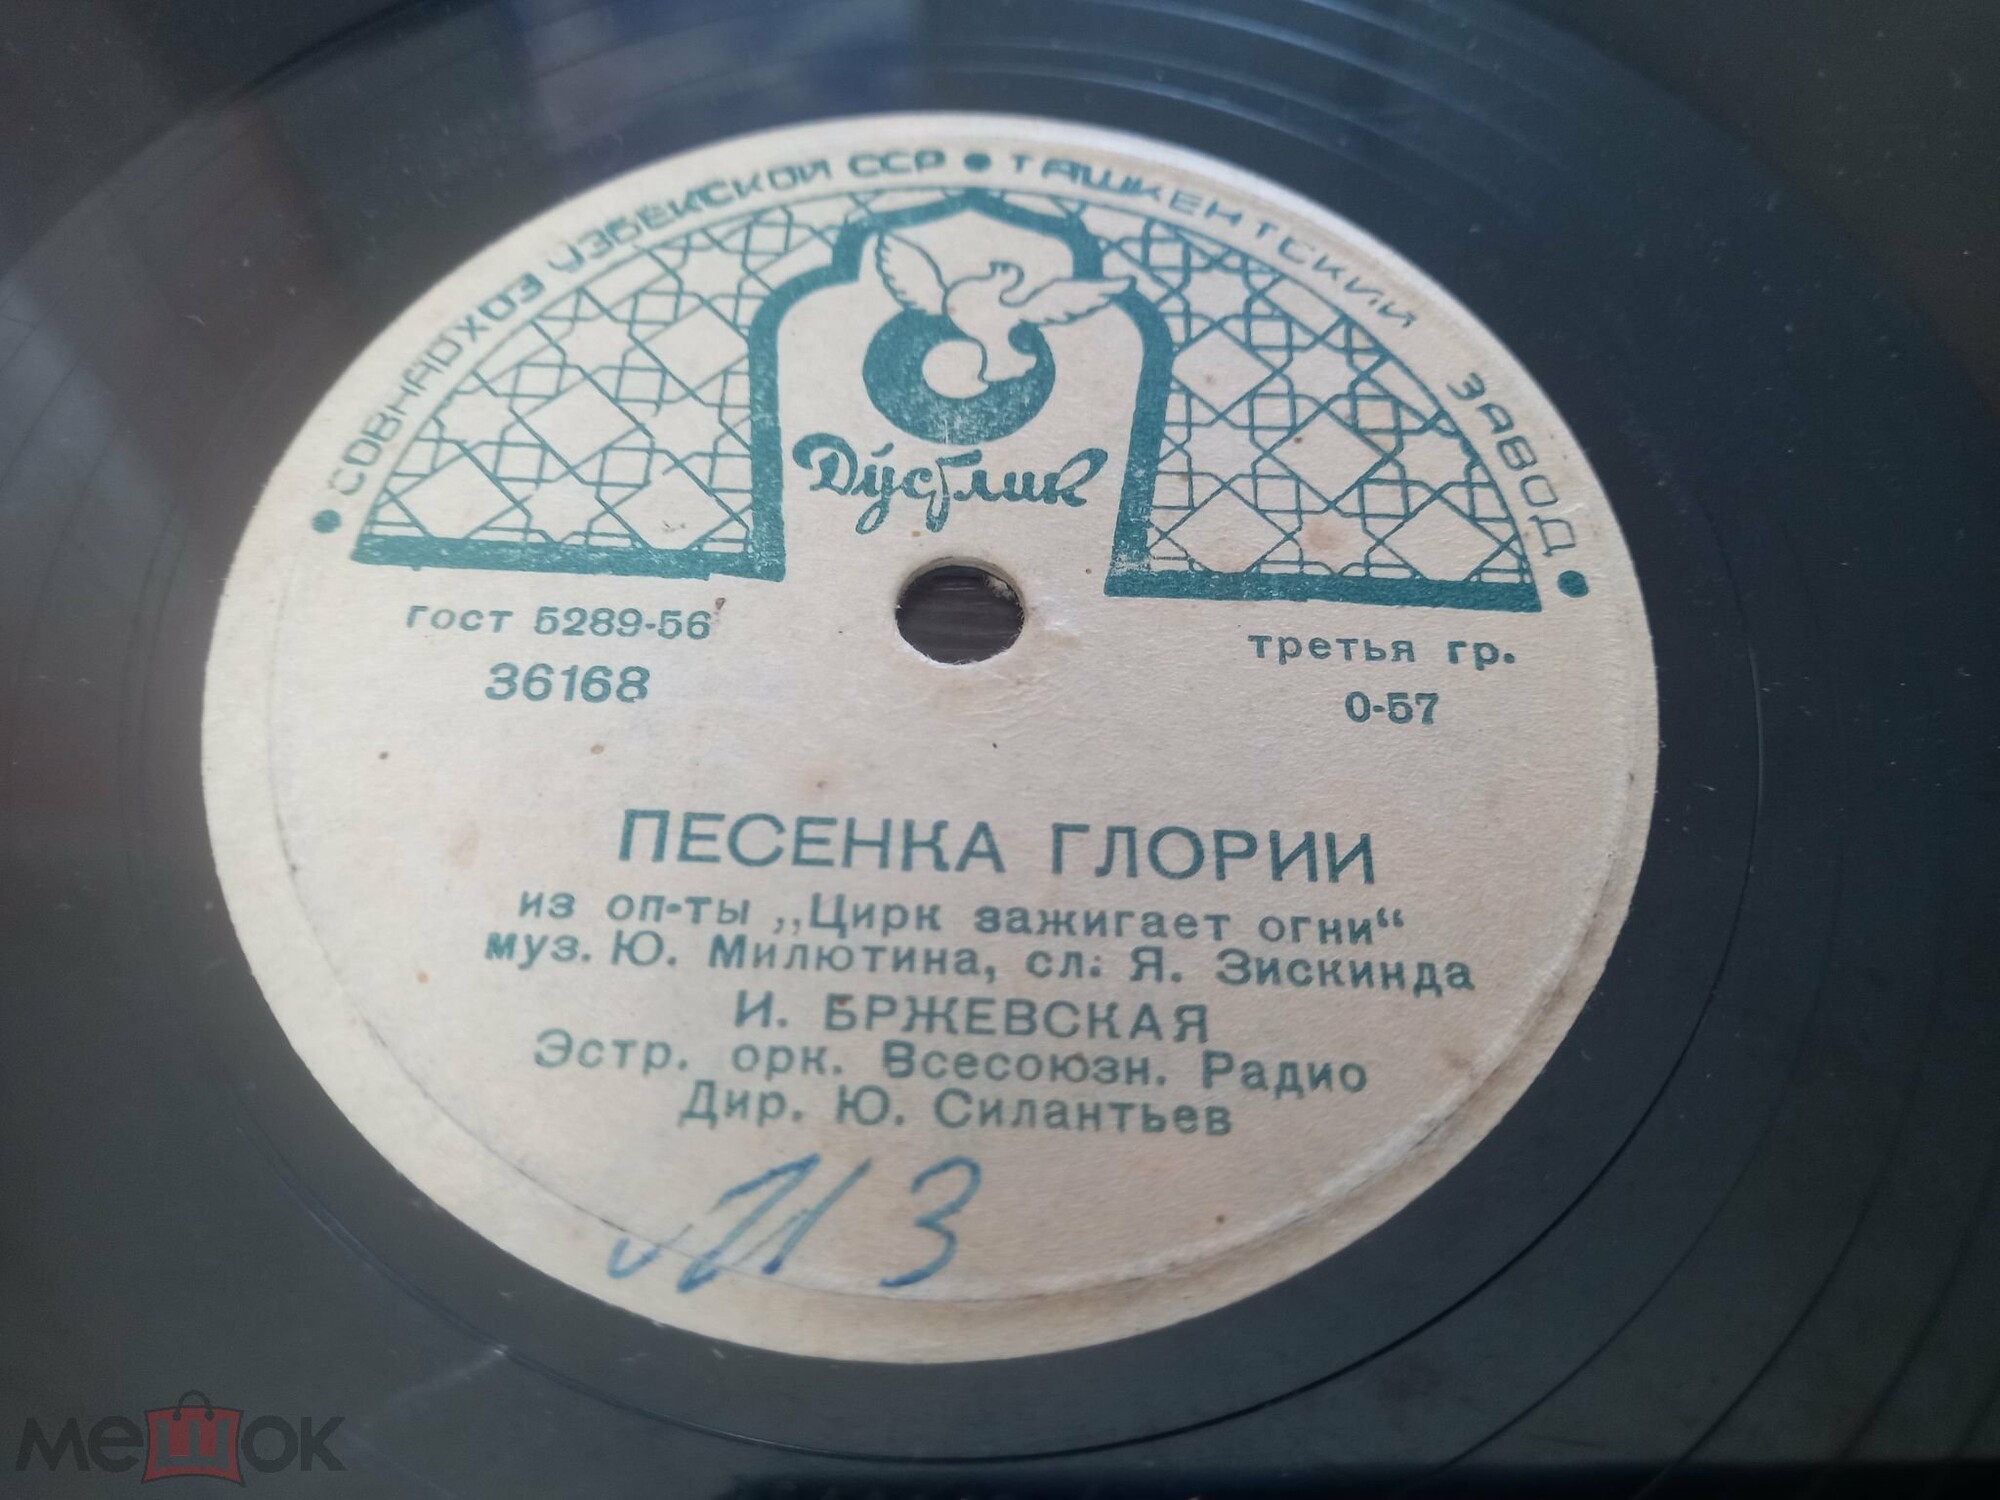 • СОВНАРХОЗ УЗБЕКСКОЙ ССР • ТАШКЕНТСКИЙ ЗАВОД •
Дустлик
гост 5289-56
третья гр.
36168
0-57
ПЕСЕНКА ГЛОРИИ
из оп-ты „Цирк зажигает огни“
муз. Ю. Милютина, сл. Я. Зискинда
И. БРЖЕВСКАЯ
Эстр. орк. Всесоюзн. Радио
Дир. Ю. Силантьев
мешок